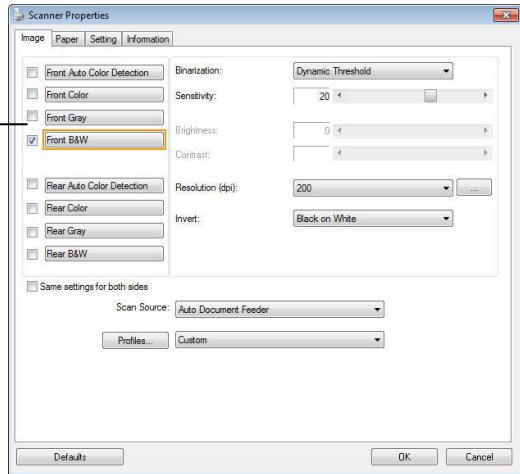 Scanner Properties
Image Paper Setting Information
Front Auto Color Detection
Front Color
Front Gray
Front B&W
Rear Auto Color Detection
Rear Color
Rear Gray
Rear B&W
Binarization: Dynamic Threshold
Sensitivity: 20
Brightness: 0
Contrast:
Resolution (dpi): 200 ...
Invert: Black on White
Same settings for both sides
Scan Source: Auto Document Feeder
Profiles... Custom
Defaults OK Cancel